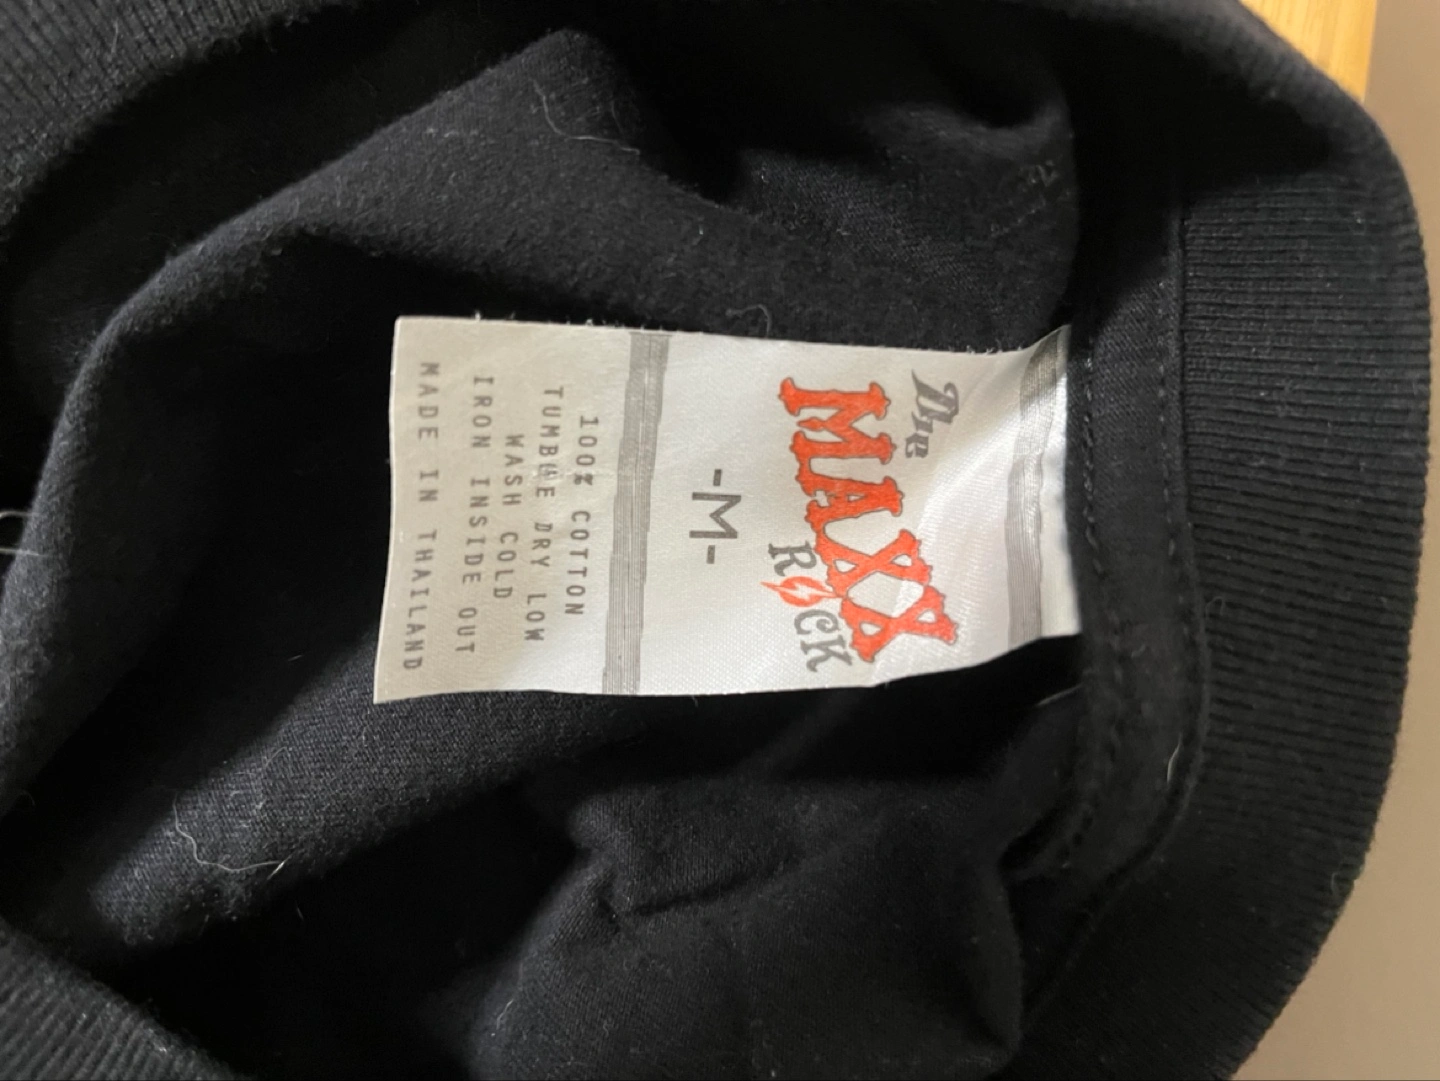 The
MAXX
ROCK
-M-
100% COTTON
TUMBLE DRY LOW
WASH COLD
IRON INSIDE OUT
MADE IN THAILAND